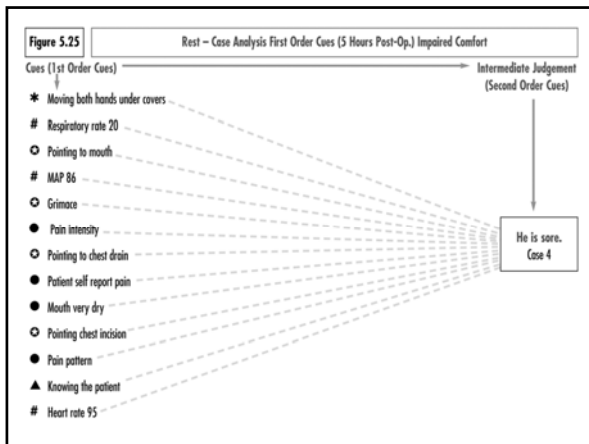 Figure 5.25
Rest – Case Analysis First Order Cues (5 Hours Post-Op.) Impaired Comfort
Cues (1st Order Cues)
Intermediate Judgement
(Second Order Cues)
* Moving both hands under covers
# Respiratory rate 20
✪ Pointing to mouth
# MAP 86
✪ Grimace
● Pain intensity
✪ Pointing to chest drain
● Patient self report pain
● Mouth very dry
✪ Pointing chest incision
● Pain pattern
▲ Knowing the patient
# Heart rate 95
He is sore.
Case 4